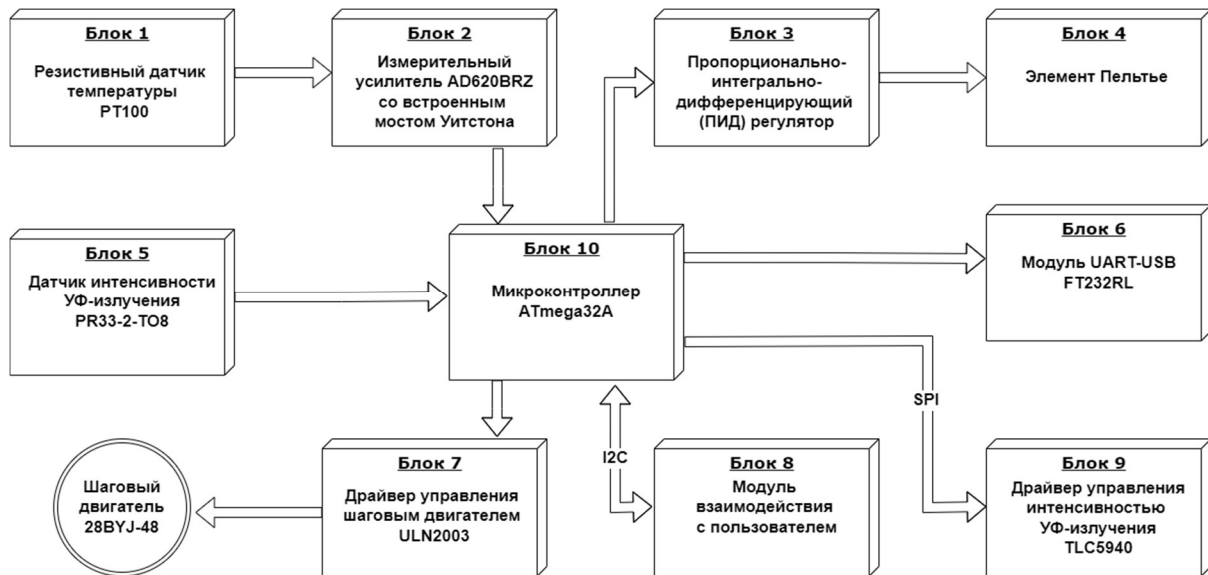 Блок 1
Резистивный датчик
температуры
PT100
Блок 2
Измерительный
усилитель AD620BRZ
со встроенным
мостом Уитстона
Блок 3
Пропорционально-
интегрально-
дифференцирующий
(ПИД) регулятор
Блок 4
Элемент Пельтье
Блок 5
Датчик интенсивности
УФ-излучения
PR33-2-TO8
Блок 10
Микроконтроллер
ATmega32A
Блок 6
Модуль UART-USB
FT232RL
SPI
I2C
Шаговый
двигатель
28BYJ-48
Блок 7
Драйвер управления
шаговым двигателем
ULN2003
Блок 8
Модуль
взаимодействия
с пользователем
Блок 9
Драйвер управления
интенсивностью
УФ-излучения
TLC5940